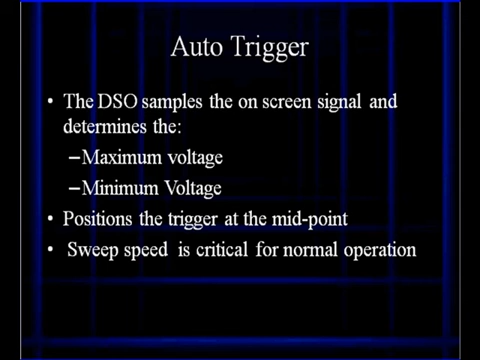 Auto Trigger
• The DSO samples the on screen signal and
determines the:
–Maximum voltage
–Minimum Voltage
• Positions the trigger at the mid-point
• Sweep speed is critical for normal operation